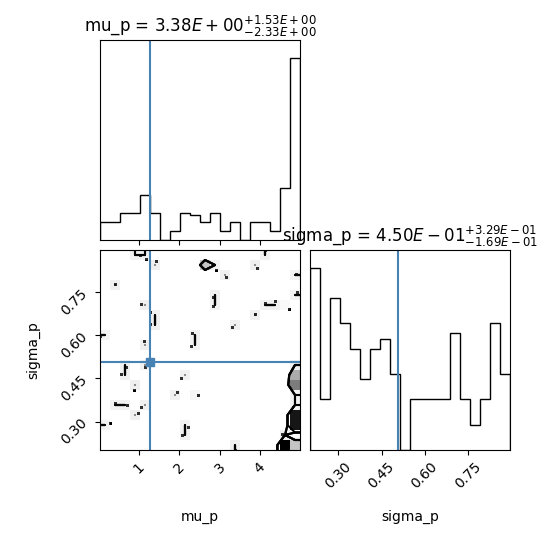 mu_p = 3.38E + 00+1.53E+00−2.33E+00
sigma_p = 4.50E − 01+3.29E−01−1.69E−01
sigma_p
0.75
0.60
0.45
0.30
1 2 3 4
0.30 0.45 0.60 0.75
mu_p sigma_p